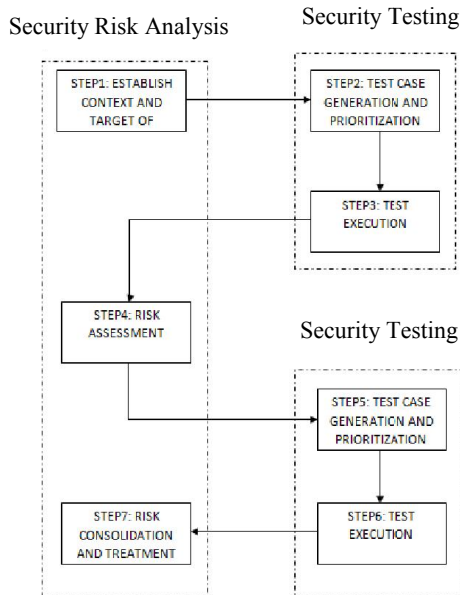 Security Risk Analysis
Security Testing
STEP1: ESTABLISH
CONTEXT AND
TARGET OF
STEP2: TEST CASE
GENERATION AND
PRIORITIZATION
STEP3: TEST
EXECUTION
STEP4: RISK
ASSESSMENT
Security Testing
STEP5: TEST CASE
GENERATION AND
PRIORITIZATION
STEP6: TEST
EXECUTION
STEP7: RISK
CONSOLIDATION
AND TREATMENT